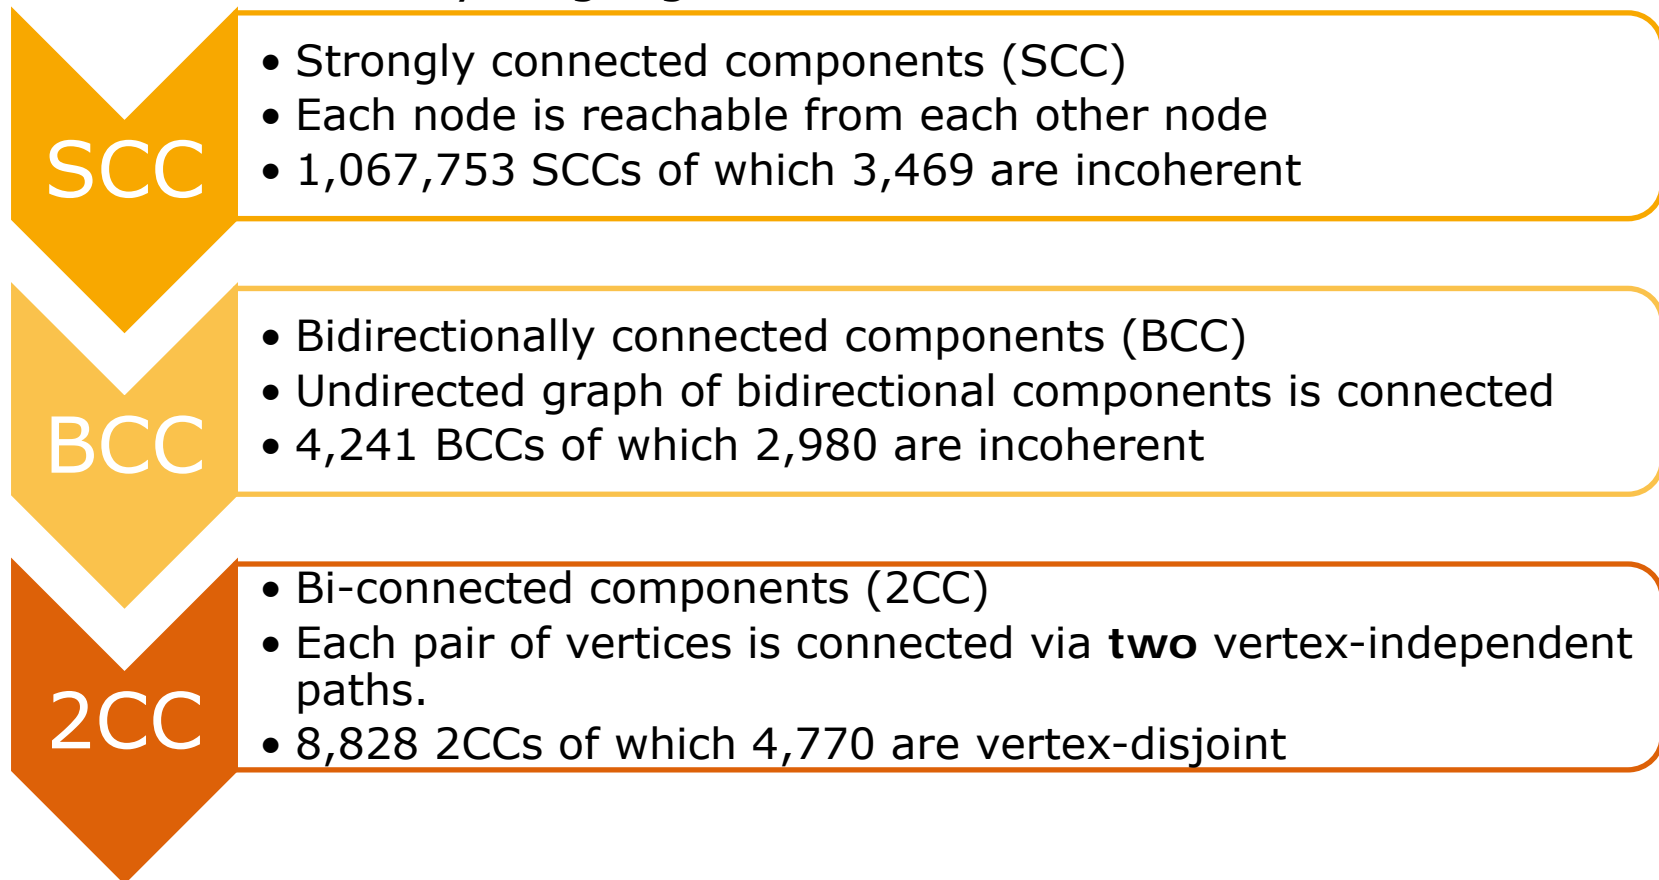 SCC
• Strongly connected components (SCC)
• Each node is reachable from each other node
• 1,067,753 SCCs of which 3,469 are incoherent
BCC
• Bidirectionally connected components (BCC)
• Undirected graph of bidirectional components is connected
• 4,241 BCCs of which 2,980 are incoherent
2CC
• Bi-connected components (2CC)
• Each pair of vertices is connected via two vertex-independent
paths.
• 8,828 2CCs of which 4,770 are vertex-disjoint